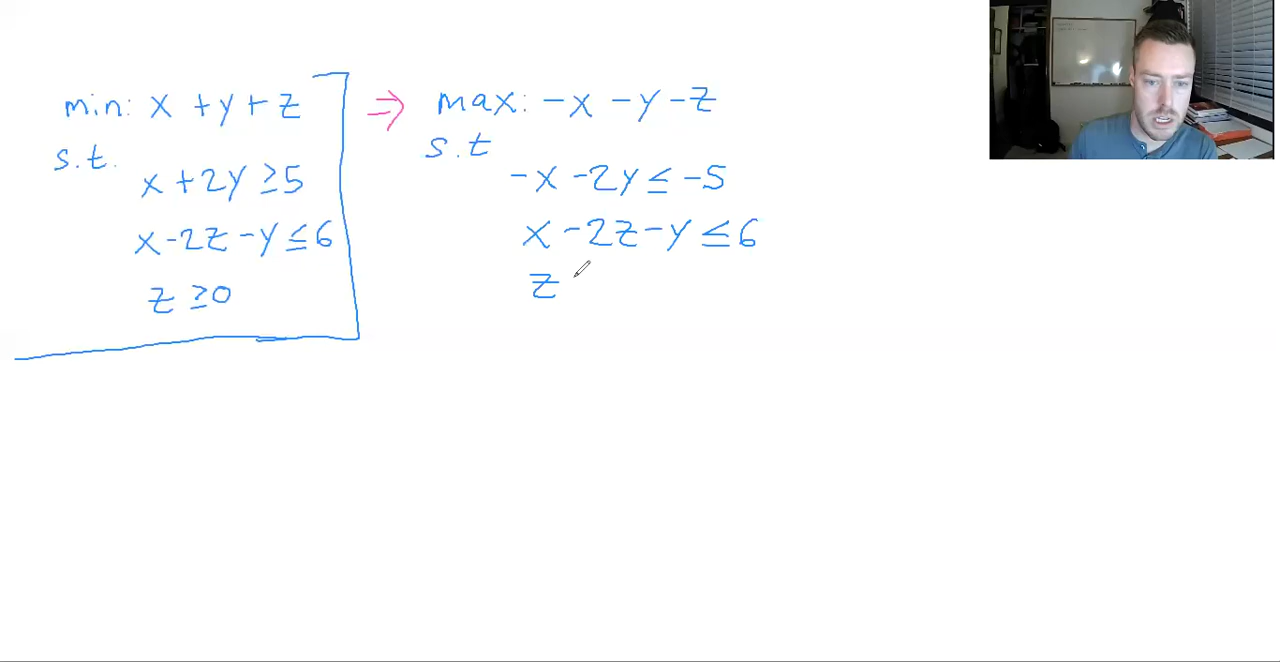 min: x + y + z
s.t.
x + 2y ≥ 5
x - 2z - y ≤ 6
z ≥ 0
⇒
max: -x - y - z
s.t
-x - 2y ≤ -5
x - 2z - y ≤ 6
z